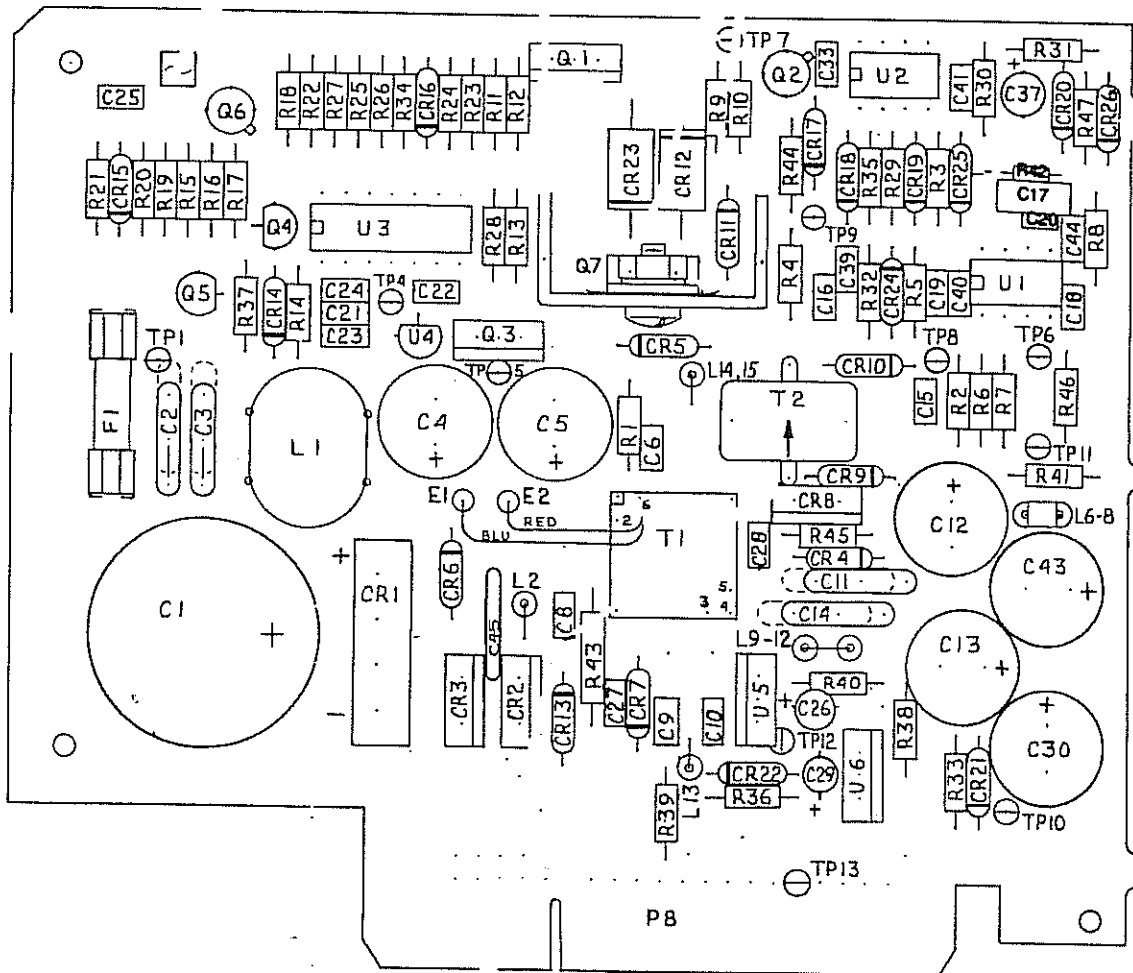 TP7
Q1
Q2
C33
U2
R31
C41
R30
C37
CR20
R47
CR26
C25
Q6
R18
R22
R27
R25
R26
R34
CR16
R24
R23
R11
R12
R9
R10
CR23
CR12
R44
CR17
CR18
R35
R29
CR19
R3
CR25
R42
C17
C20
C44
R8
R21
CR15
R20
R19
R15
R16
R17
Q4
U3
R28
R13
CR11
TP9
Q7
R4
C16
C39
R32
CR24
R5
C19
C40
U1
C18
Q5
R37
CR14
R14
C24
C21
C23
TP4
C22
U4
Q3
CR5
TP8
TP6
TP1
TP5
L14,15
CR10
F1
C2
C3
L1
C4
+
C5
+
R1
C6
T2
C15
R2
R6
R7
R46
TP11
R41
CR9
CR8
C12
+
L6-8
E1
E2
RED
BLU
6
2
T1
5
3 4
C28
R45
CR4
C11
C14
C43
+
C1
+
+
CR1
-
CR6
L2
C45
C8
R43
L9-12
C13
+
CR3
CR2
CR13
C27
CR7
C9
C10
U5
R40
+
C26
TP12
R38
C30
+
L13
CR22
R36
C29
+
U6
R39
R33
CR21
TP10
TP13
P8